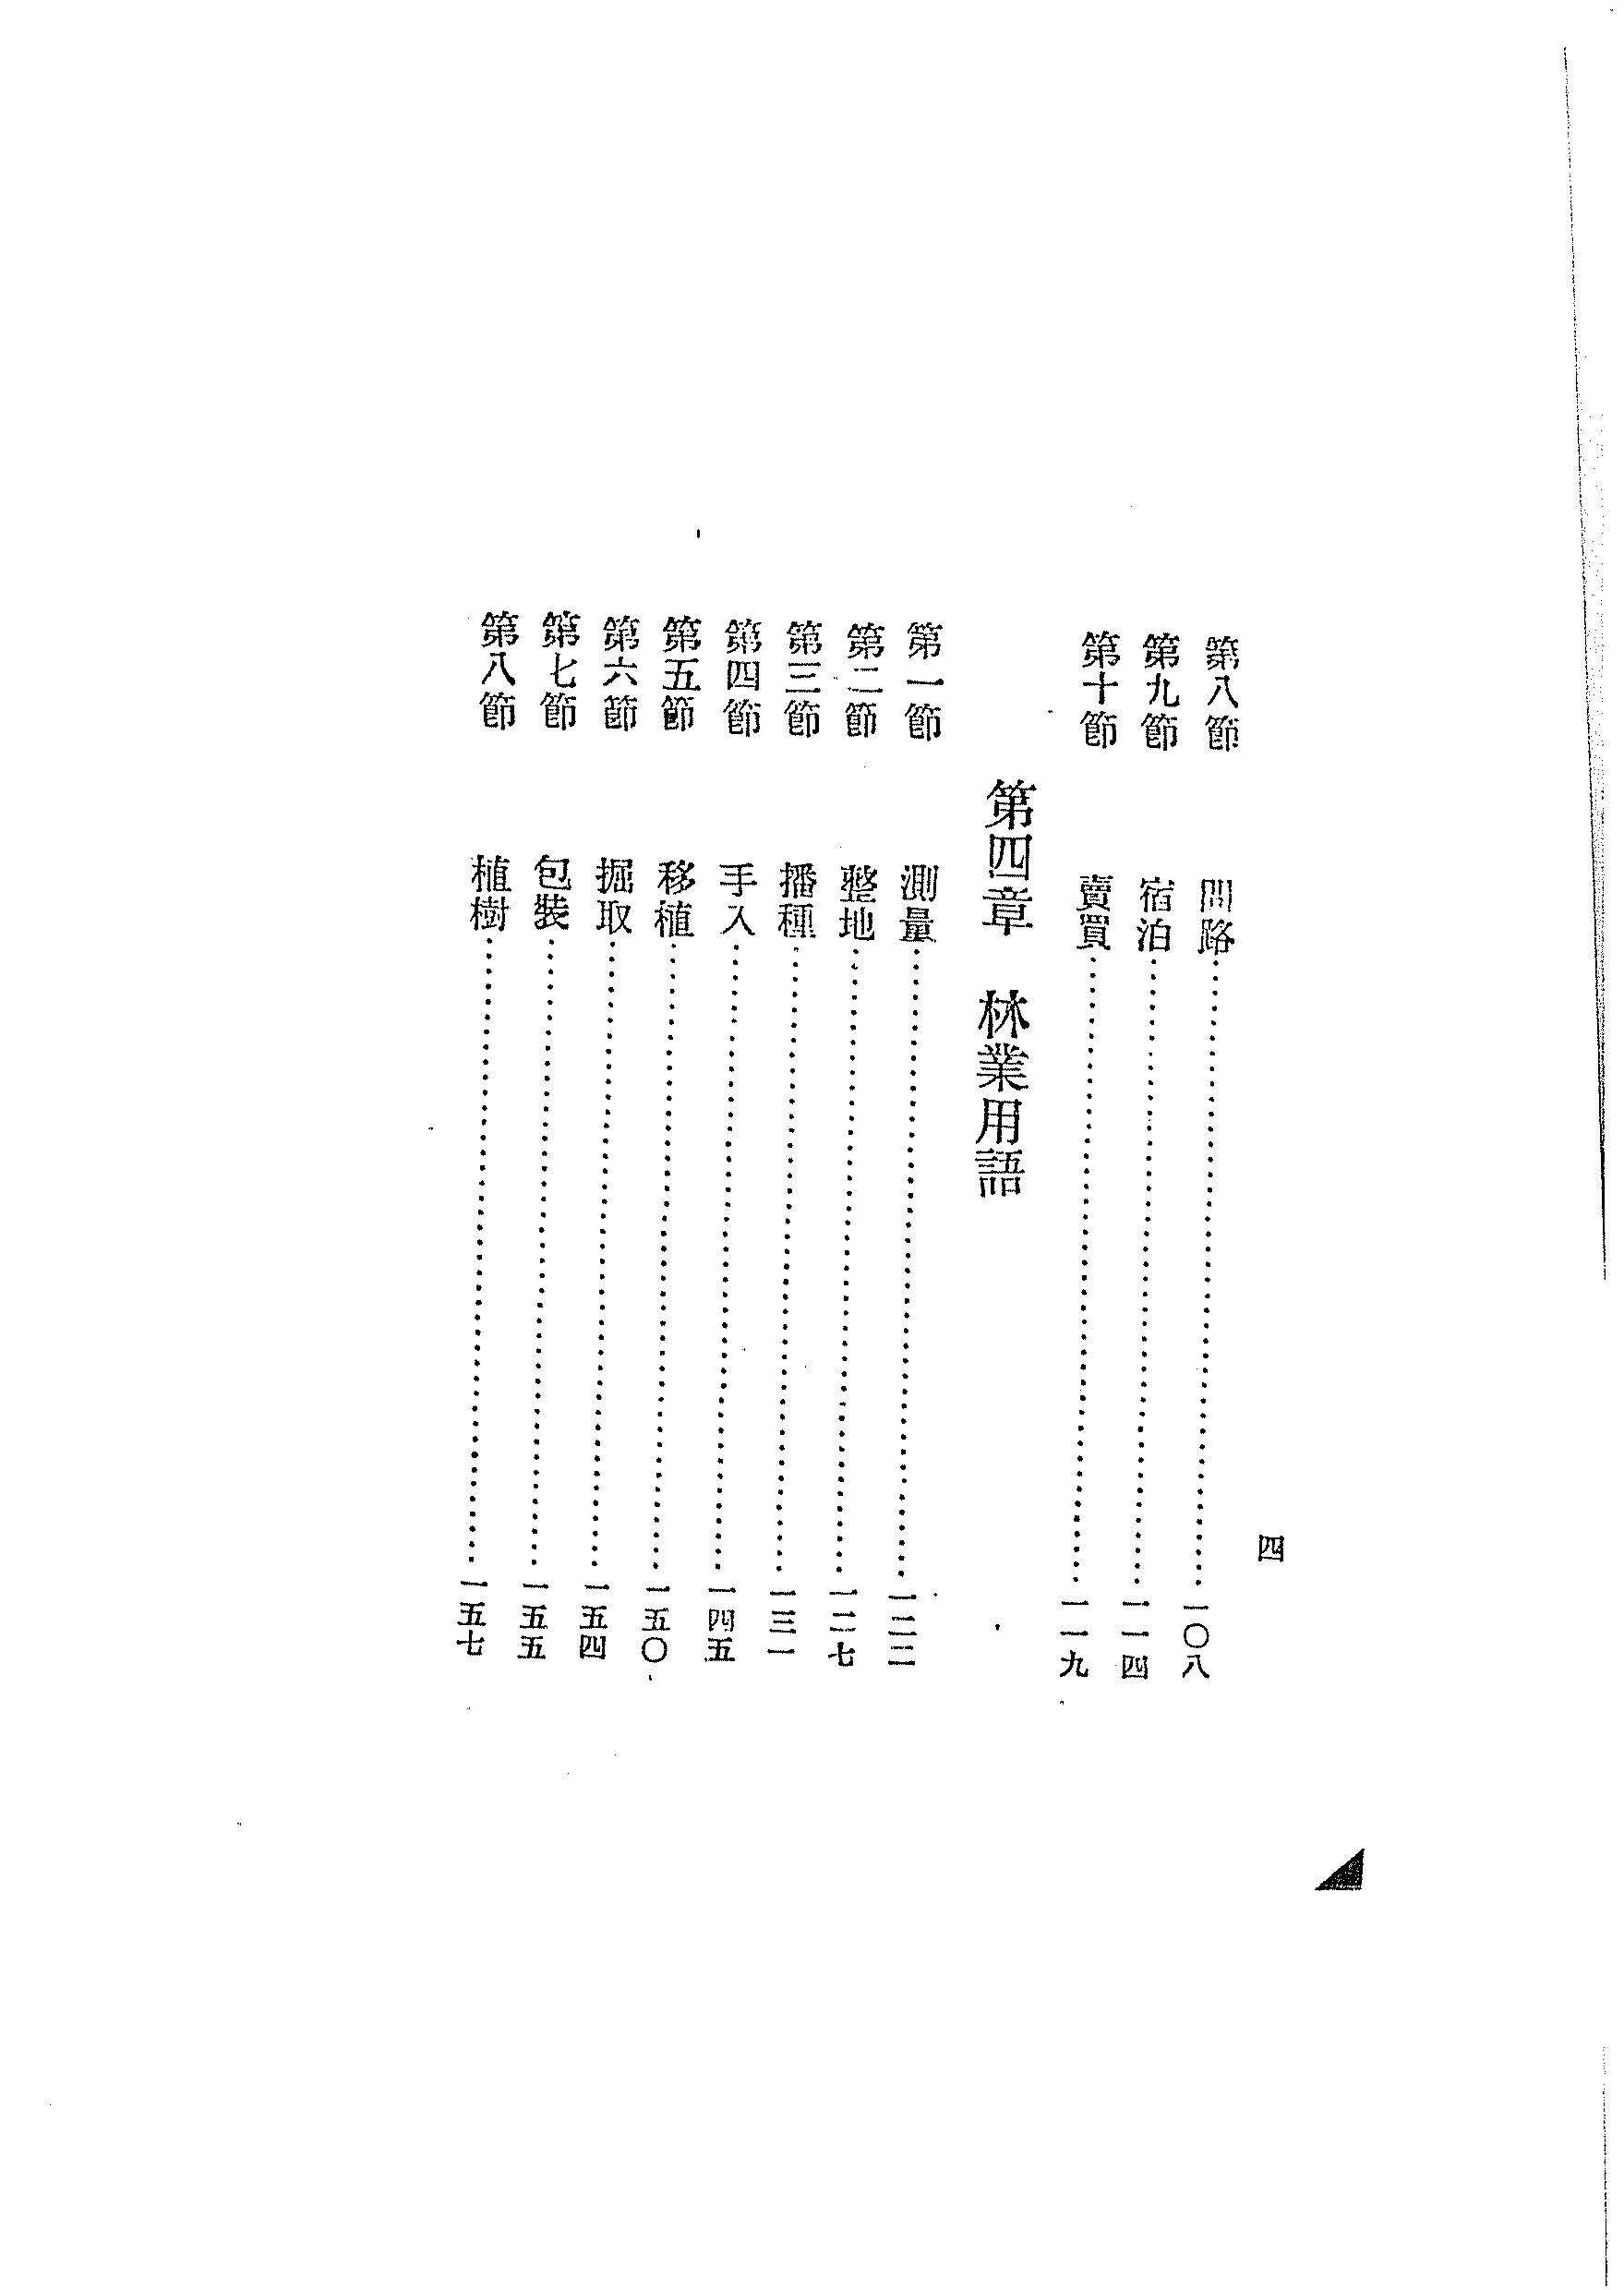 四
第八節 問路……一〇八
第九節 宿泊……一一四
第十節 賣買……一一九
第四章 林業用語
第一節 測量……一二二
第二節 整地……一二七
第三節 播種……一三一
第四節 手入……一四五
第五節 移植……一五〇
第六節 掘取……一五四
第七節 包裝……一五五
第八節 植樹……一五七